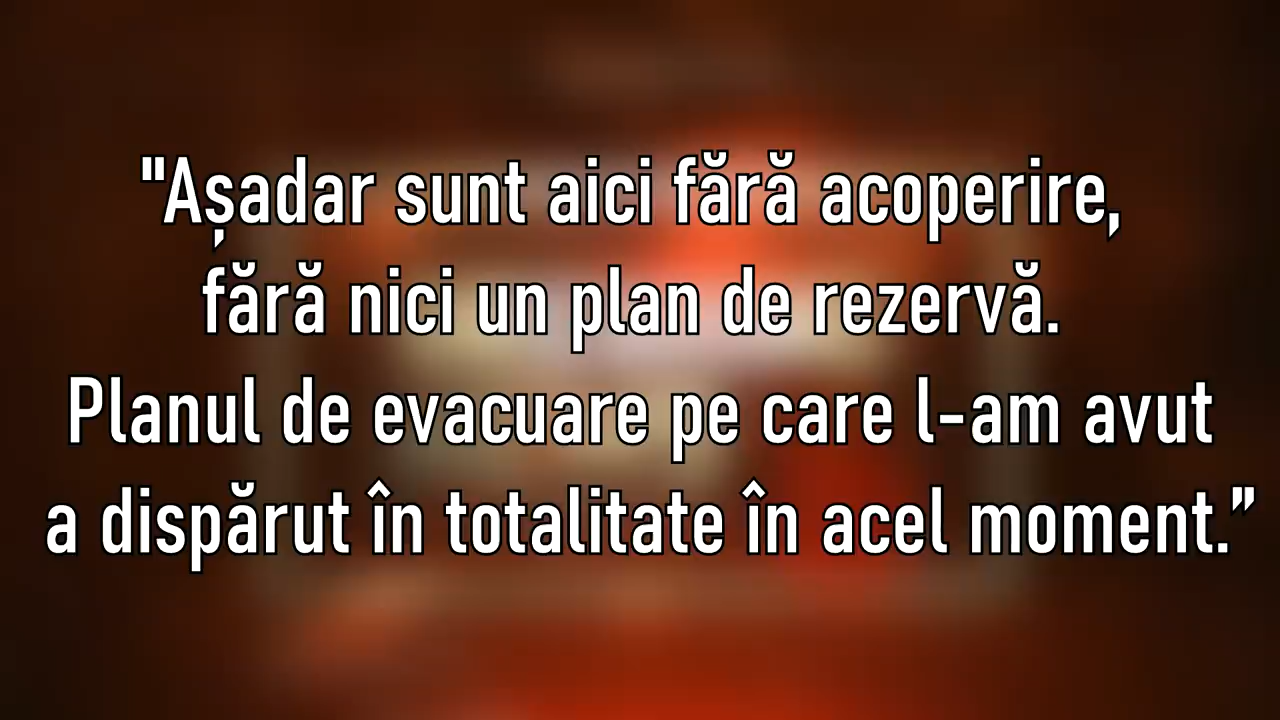 "Așadar sunt aici fără acoperire,
fără nici un plan de rezervă.
Planul de evacuare pe care l-am avut
a dispărut în totalitate în acel moment.”